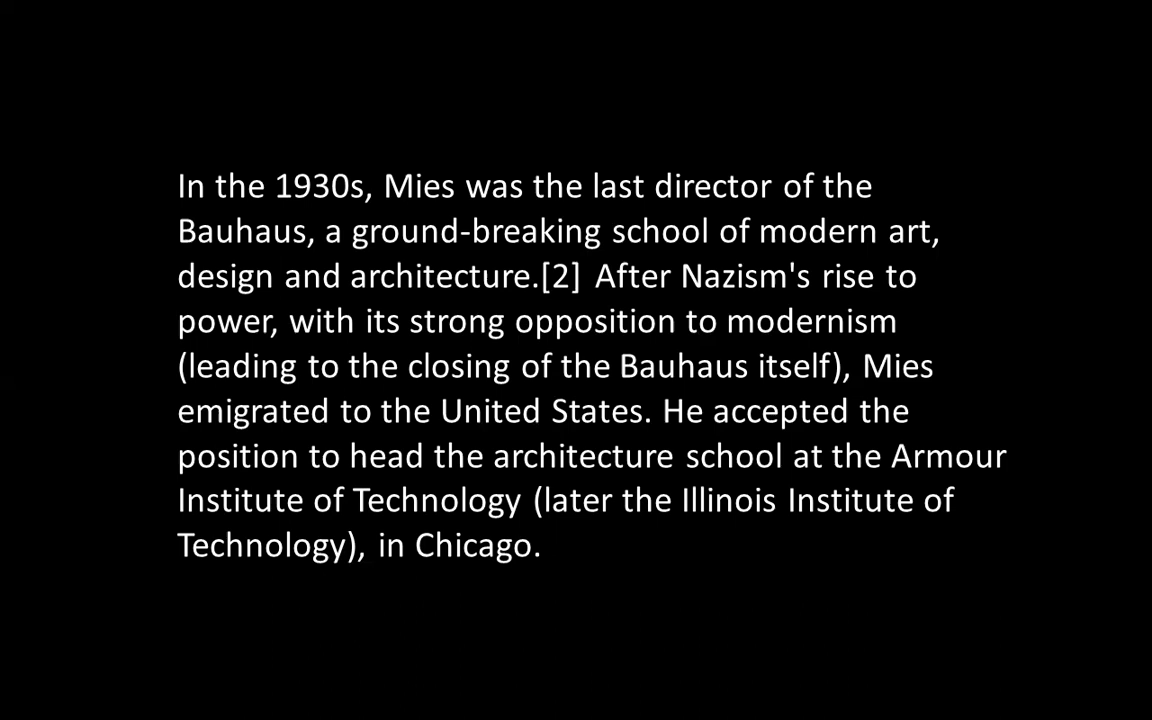 In the 1930s, Mies was the last director of the
Bauhaus, a ground-breaking school of modern art,
design and architecture.[2] After Nazism's rise to
power, with its strong opposition to modernism
(leading to the closing of the Bauhaus itself), Mies
emigrated to the United States. He accepted the
position to head the architecture school at the Armour
Institute of Technology (later the Illinois Institute of
Technology), in Chicago.